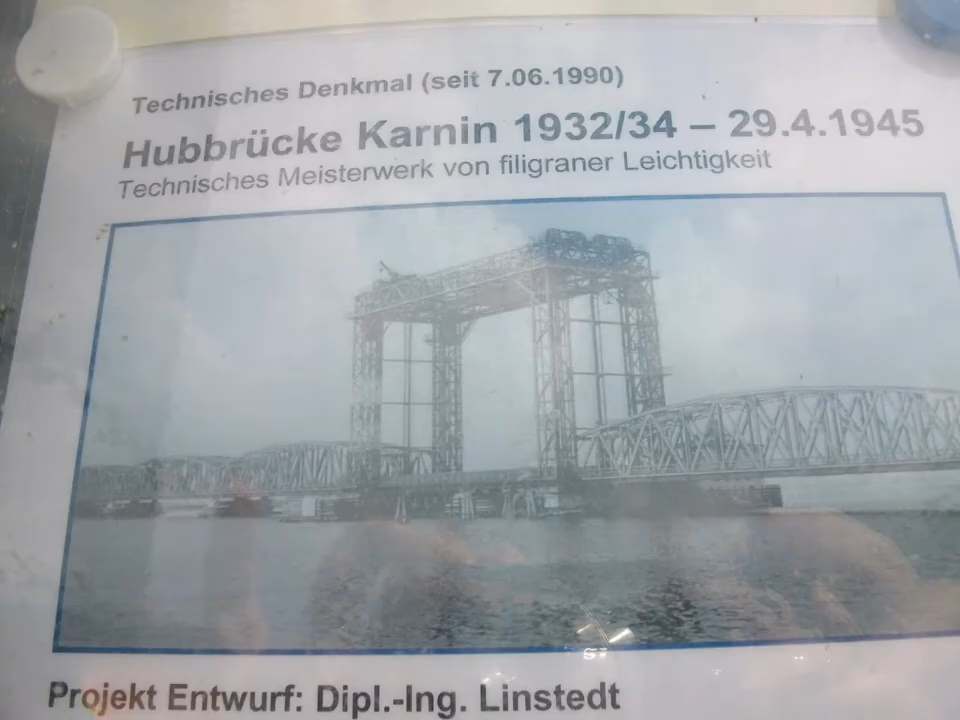 Technisches Denkmal (seit 7.06.1990)
Hubbrücke Karnin 1932/34 – 29.4.1945
Technisches Meisterwerk von filigraner Leichtigkeit
Projekt Entwurf: Dipl.-Ing. Linstedt